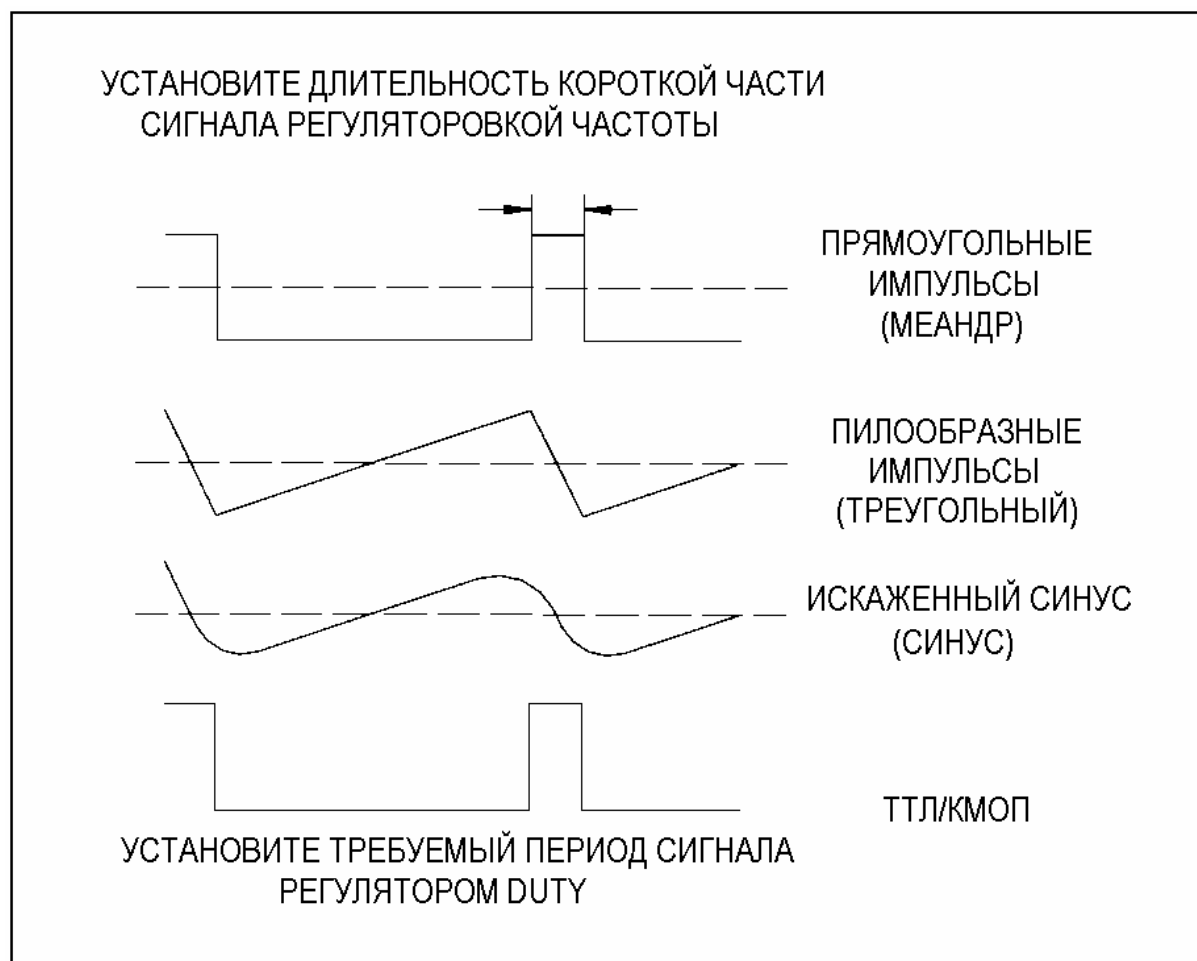 УСТАНОВИТЕ ДЛИТЕЛЬНОСТЬ КОРОТКОЙ ЧАСТИ
СИГНАЛА РЕГУЛЯТОРОВКОЙ ЧАСТОТЫ
ПРЯМОУГОЛЬНЫЕ
ИМПУЛЬСЫ
(МЕАНДР)
ПИЛООБРАЗНЫЕ
ИМПУЛЬСЫ
(ТРЕУГОЛЬНЫЙ)
ИСКАЖЕННЫЙ СИНУС
(СИНУС)
ТТЛ/КМОП
УСТАНОВИТЕ ТРЕБУЕМЫЙ ПЕРИОД СИГНАЛА
РЕГУЛЯТОРОМ DUTY